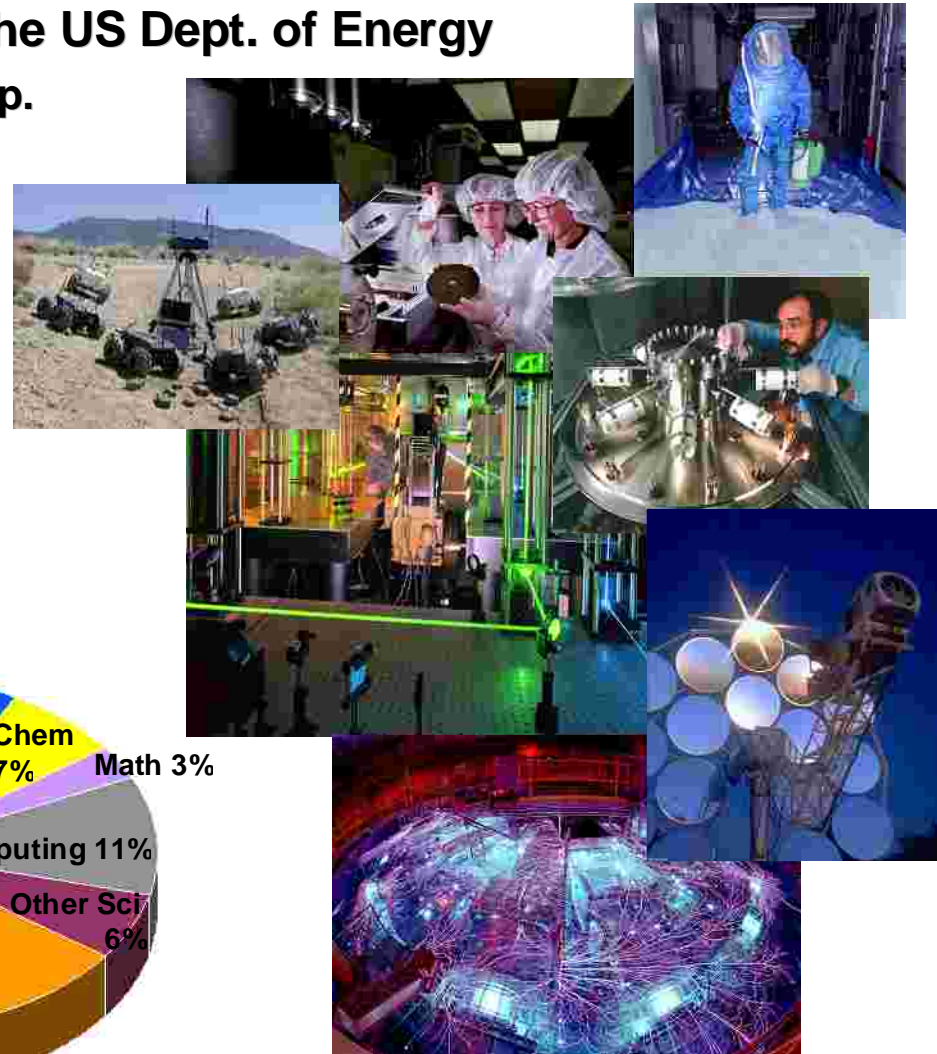 he US Dept. of Energy
p.
Chem
7%
Math 3%
puting 11%
Other Sci
6%